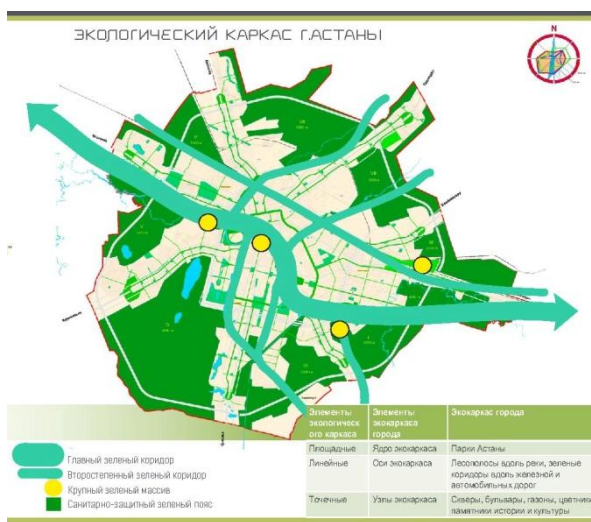 ЭКОЛОГИЧЕСКИЙ КАРКАС Г.АСТАНЫ
N
Главный зеленый коридор
Второстепенный зеленый коридор
Крупный зеленый массив
Санитарно-защитный зеленый пояс
Элементы экологическ ого каркаса
Элементы экокаркаса города
Экокаркас города
Площадные
Ядро экокаркаса
Парки Астаны
Линейные
Оси экокаркаса
Лесополосы вдоль реки, зеленые
коридоры вдоль железной и
автомобильных дорог
Точечные
Узлы экокаркаса
Скверы, бульвары, газоны, цветники
памятники истории и культуры